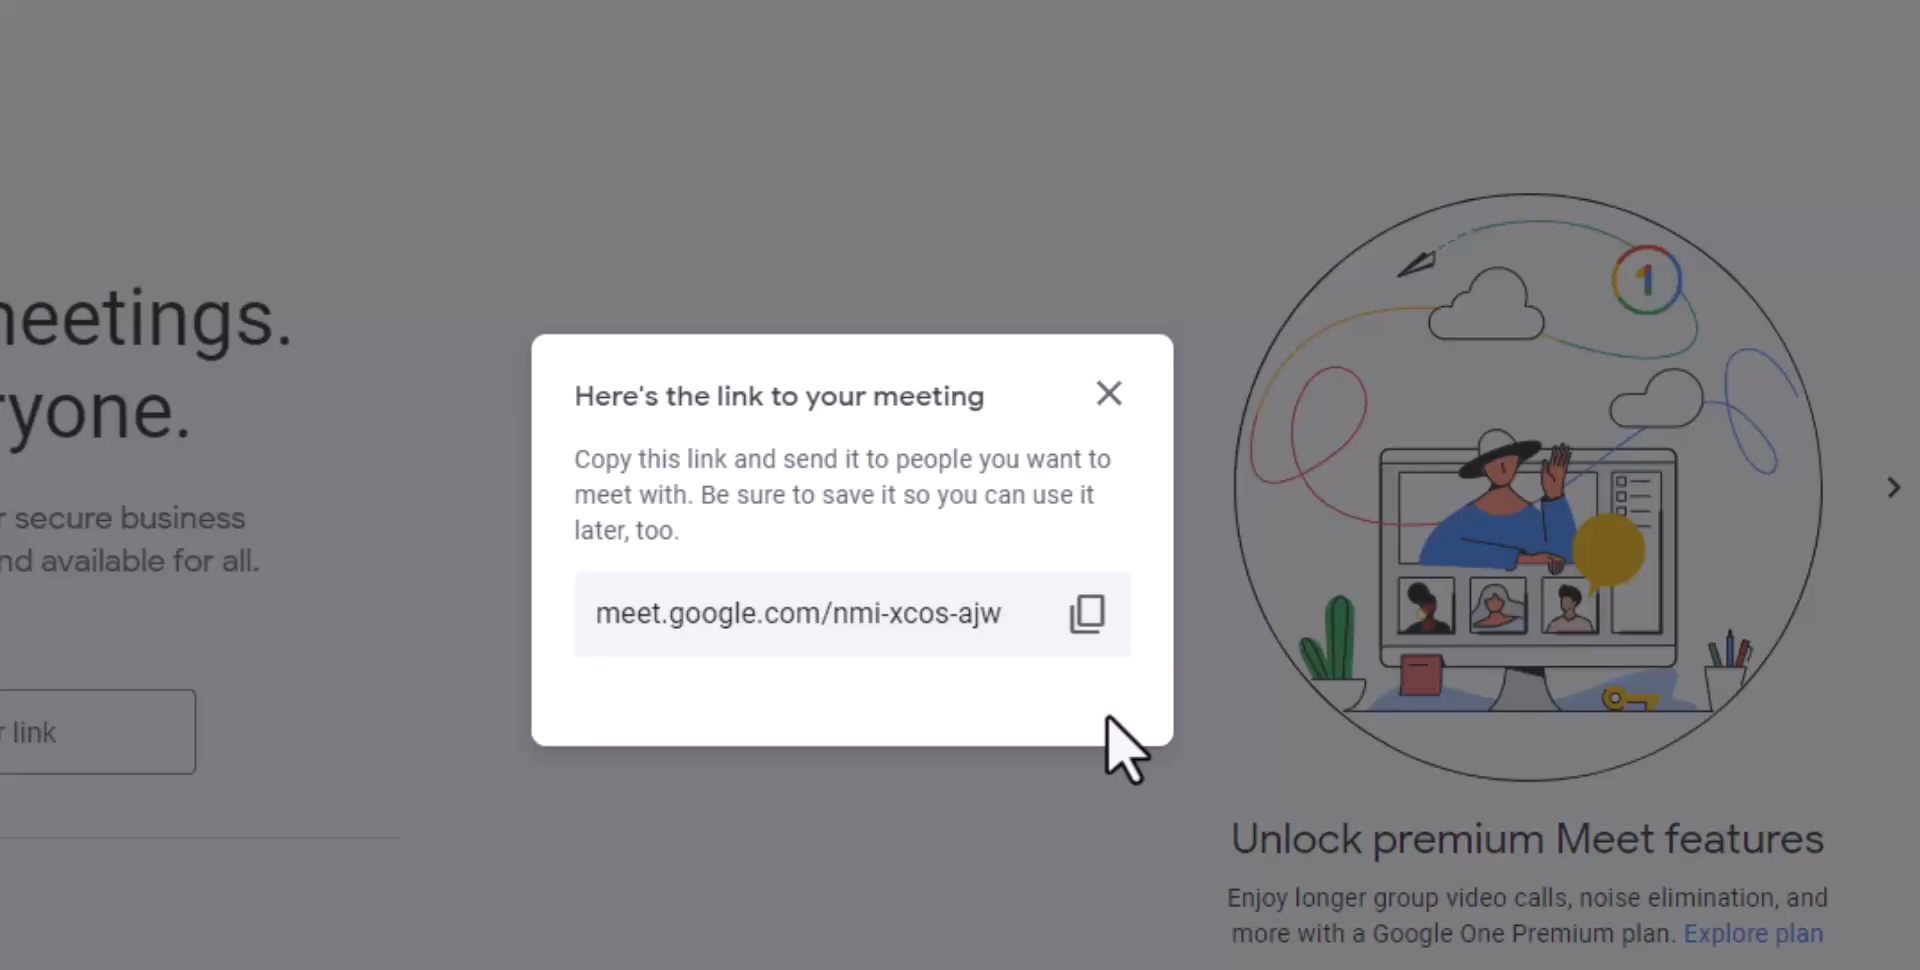 neetings.
ryone.
r secure business
nd available for all.
r link
Here's the link to your meeting
Copy this link and send it to people you want to
meet with. Be sure to save it so you can use it
later, too.
meet.google.com/nmi-xcos-ajw
1
Unlock premium Meet features
Enjoy longer group video calls, noise elimination, and
more with a Google One Premium plan. Explore plan